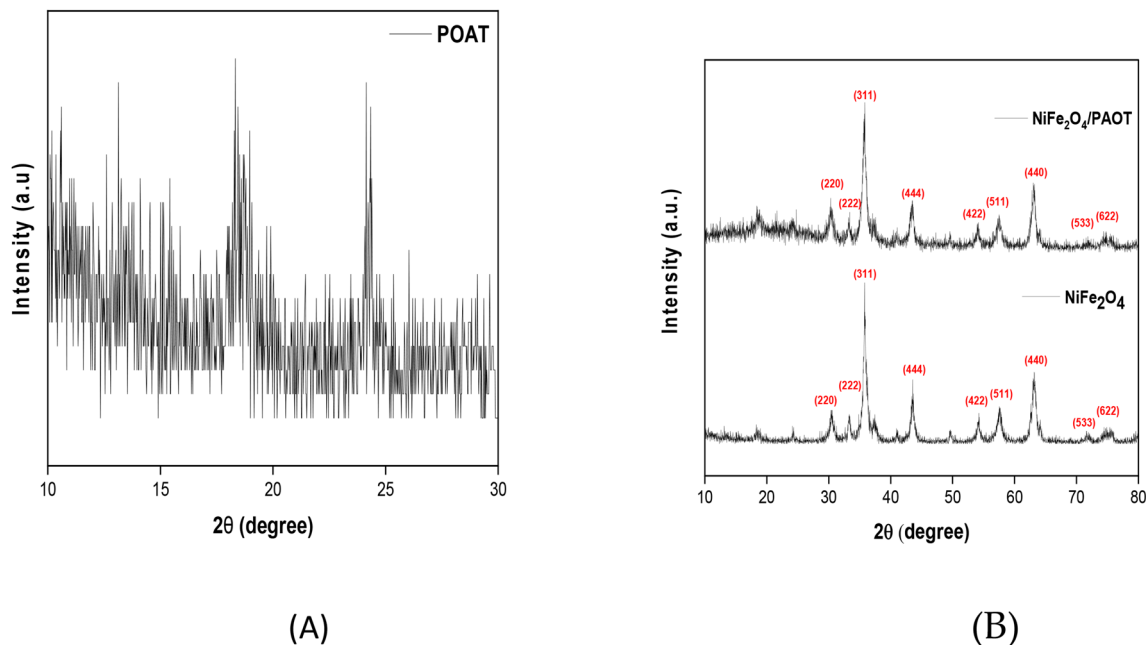 POAT
Intensity (a.u)
10 15 20 25 30
2θ (degree)
(A)
(311)
NiFe₂O₄/PAOT
(220)
(222)
(444)
(422)
(511)
(440)
(533)
(622)
Intensity (a.u.)
(311)
NiFe₂O₄
(220)
(222)
(444)
(422)
(511)
(440)
(533)
(622)
10 20 30 40 50 60 70 80
2θ (degree)
(B)